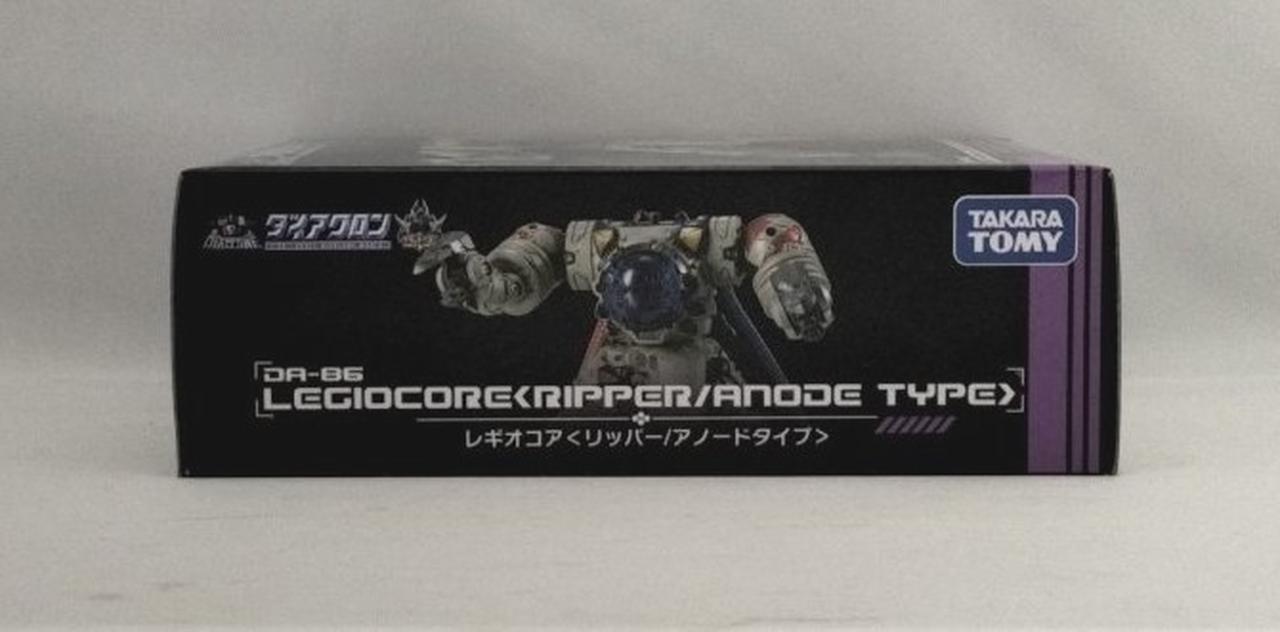 ダイアクロン
TAKARA
TOMY
DA-86
LEGIOCORE<RIPPER/ANODE TYPE>
レギオコア<リッパー/アノードタイプ>